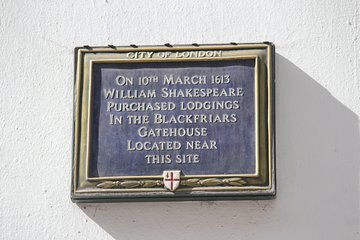 CITY OF LONDON
ON 10TH MARCH 1613
WILLIAM SHAKESPEARE
PURCHASED LODGINGS
IN THE BLACKFRIARS
GATEHOUSE
LOCATED NEAR
THIS SITE